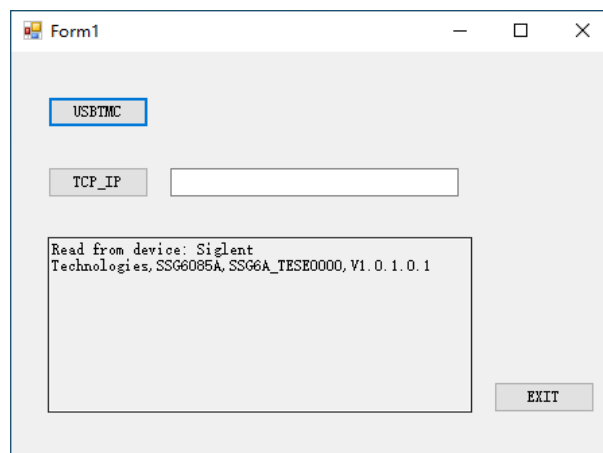 Form1
USBTMC
TCP_IP
Read from device: Siglent
Technologies,SSG6085A,SSG6A_TESE0000,V1.0.1.0.1
EXIT